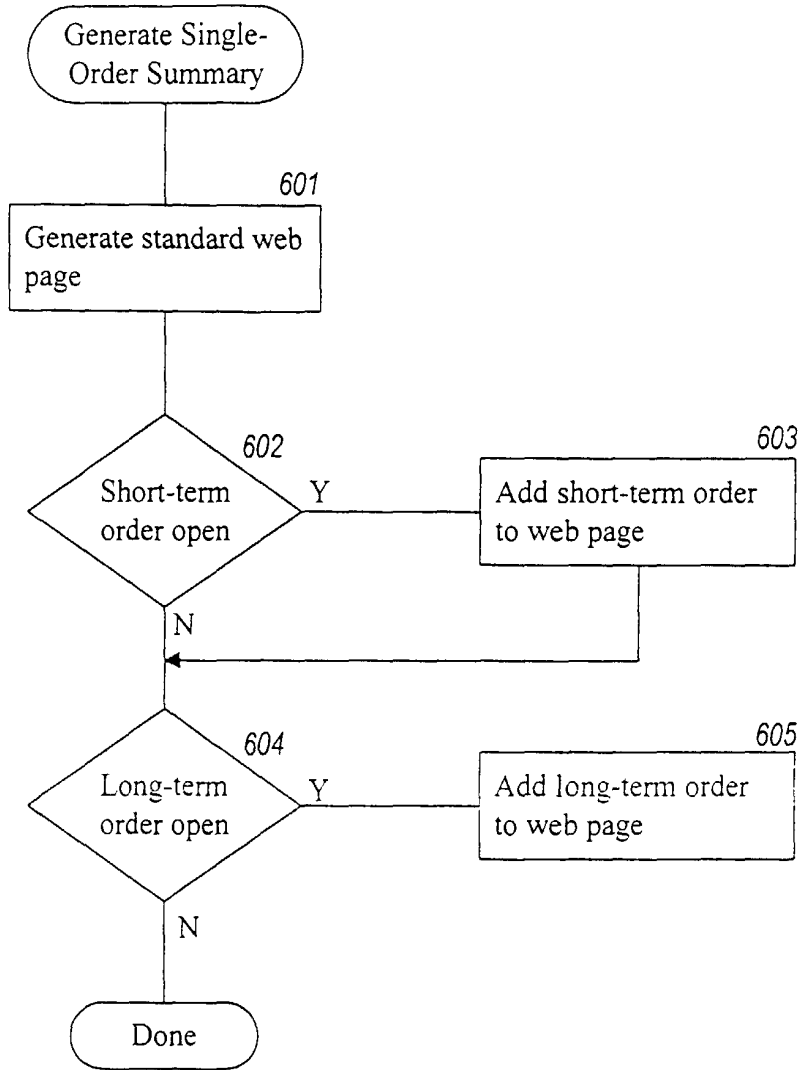 Generate Single-
Order Summary
601
Generate standard web
page
602
Short-term
order open
Y
603
Add short-term order
to web page
N
604
Long-term
order open
Y
605
Add long-term order
to web page
N
Done